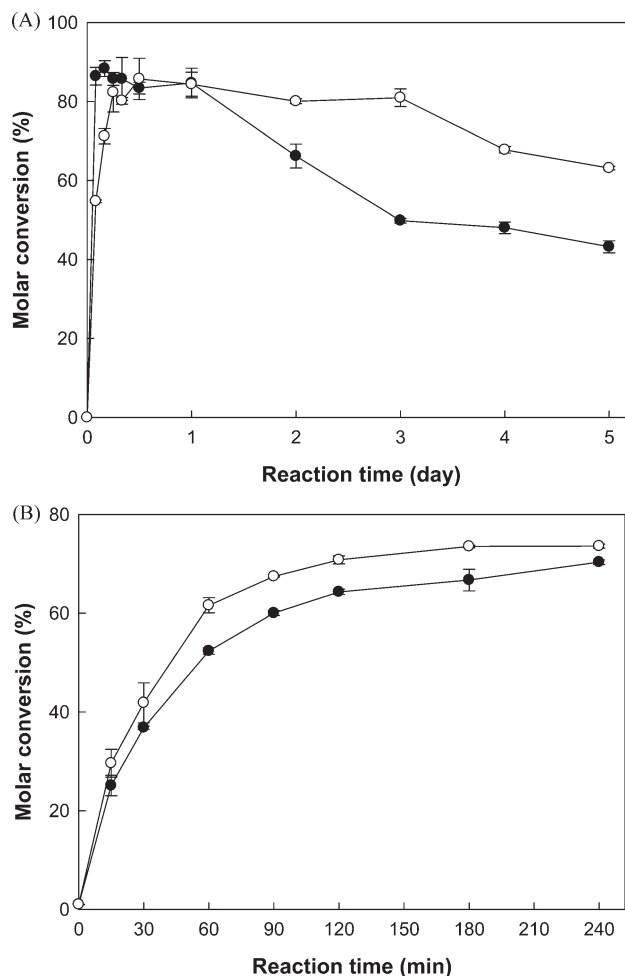 (A)
100
80
60
40
20
0
Molar conversion (%)
0 1 2 3 4 5
Reaction time (day)
(B)
80
60
40
20
0
Molar conversion (%)
0 30 60 90 120 150 180 210 240
Reaction time (min)